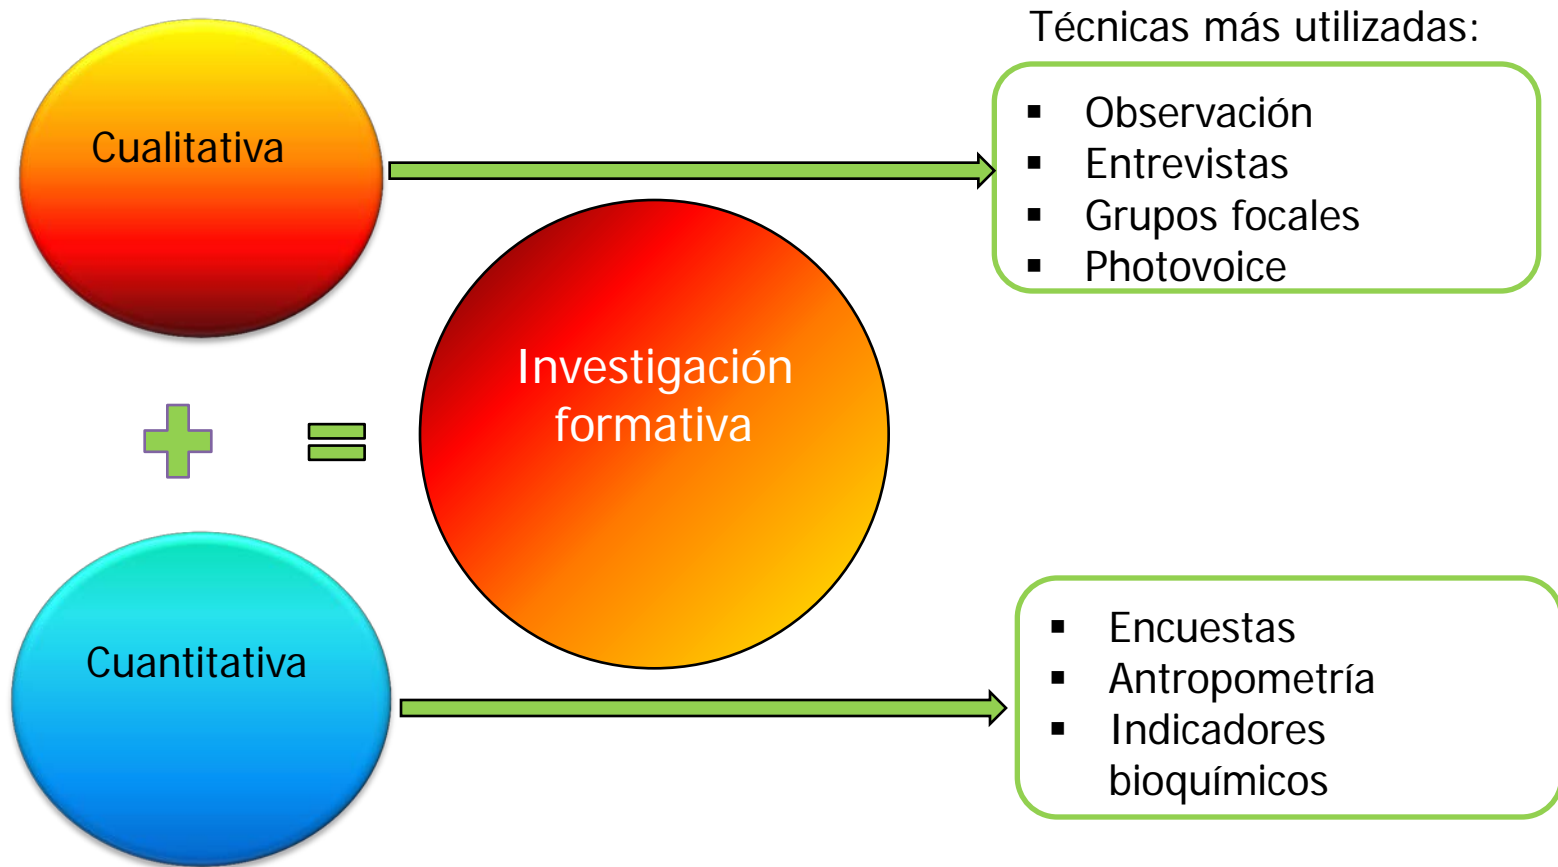 Técnicas más utilizadas:
Cualitativa
▪ Observación
▪ Entrevistas
▪ Grupos focales
▪ Photovoice
Investigación
formativa
Cuantitativa
▪ Encuestas
▪ Antropometría
▪ Indicadores
bioquímicos